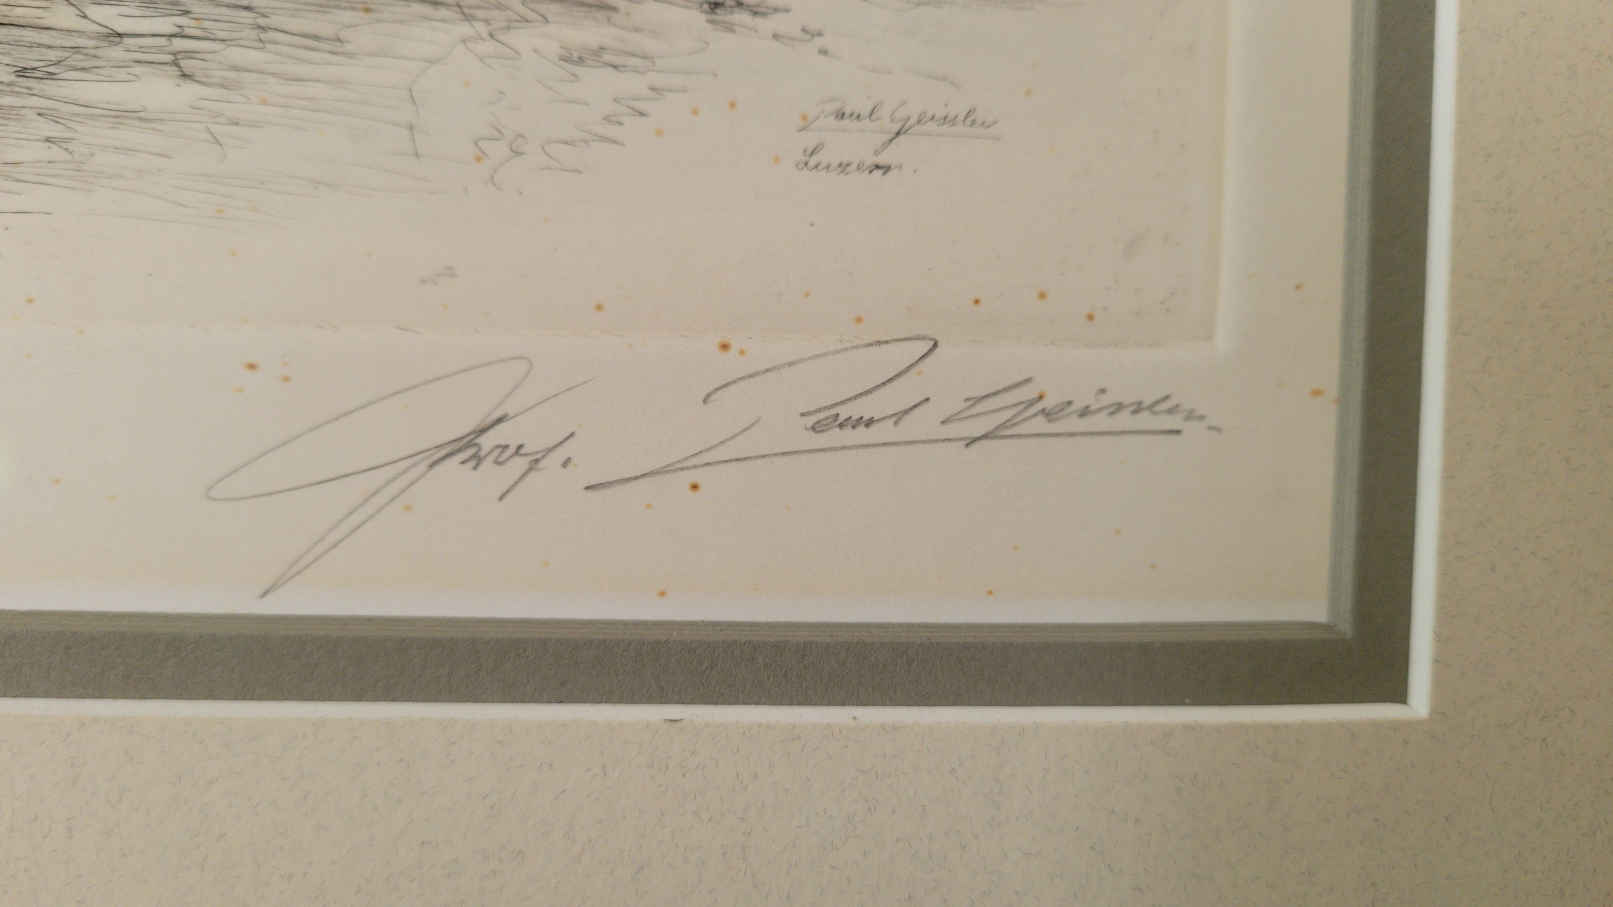 Paul Geissler
Luzern.
Prof. Paul Geissler